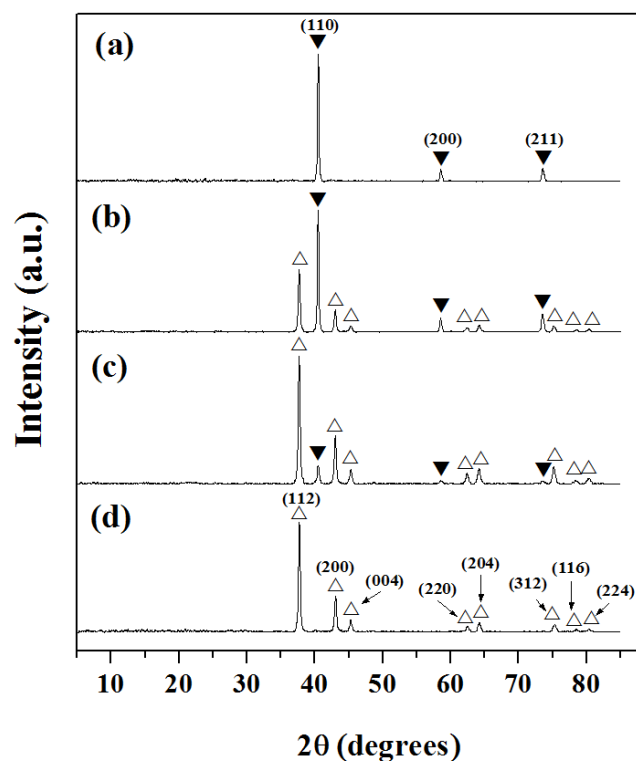 (a)
(110)
(200)
(211)
(b)
(c)
(d)
(112)
(200)
(004)
(220)
(204)
(312)
(116)
(224)
Intensity (a.u.)
10 20 30 40 50 60 70 80
2θ (degrees)